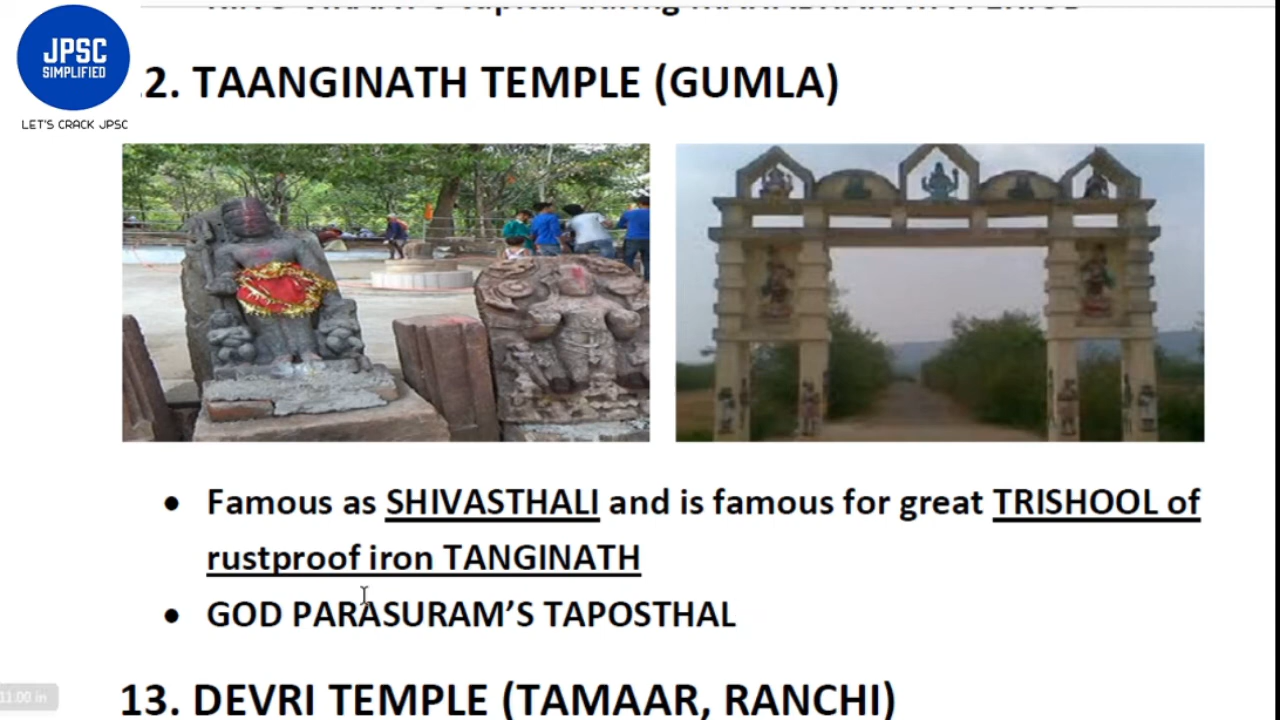 JPSC
SIMPLIFIED
LET'S CRACK JPSC
2. TAANGINATH TEMPLE (GUMLA)
Famous as SHIVASTHALI and is famous for great TRISHOOL of
rustproof iron TANGINATH
GOD PARASURAM’S TAPOSTHAL
13. DEVRI TEMPLE (TAMAAR, RANCHI)